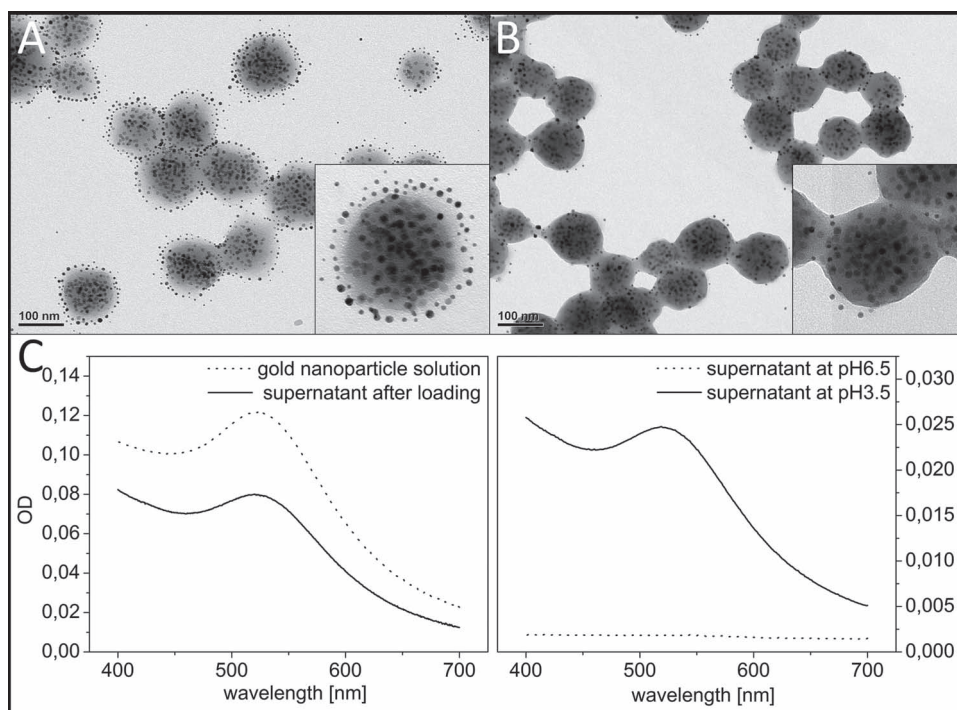 A
B
100 nm
100 nm
C
0,14
0,12
0,10
0,08
0,06
0,04
0,02
0,00
OD
gold nanoparticle solution
supernatant after loading
400 500 600 700
wavelength [nm]
supernatant at pH6.5
supernatant at pH3.5
0,030
0,025
0,020
0,015
0,010
0,005
0,000
400 500 600 700
wavelength [nm]